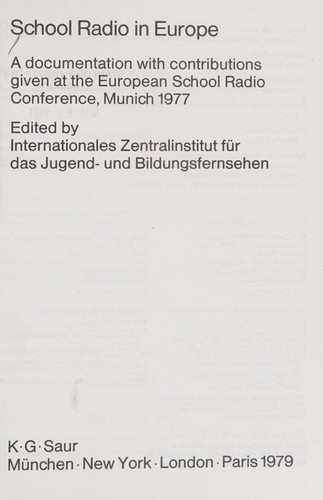 School Radio in Europe
A documentation with contributions
given at the European School Radio
Conference, Munich 1977
Edited by
Internationales Zentralinstitut für
das Jugend- und Bildungsfernsehen
K·G·Saur
München·New York·London·Paris 1979